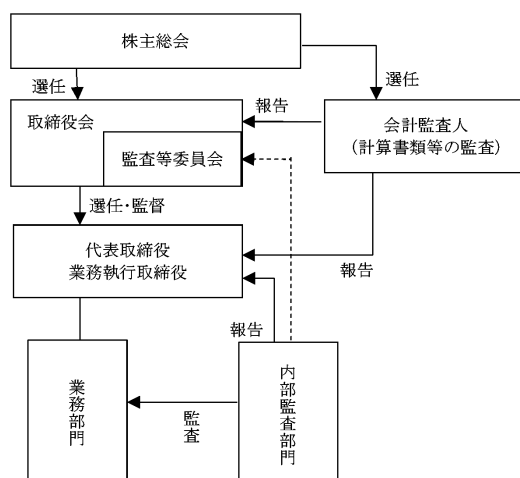 株主総会
選任
選任
取締役会
報告
会計監査人
(計算書類等の監査)
監査等委員会
選任・監督
代表取締役
業務執行取締役
報告
報告
業務部門
監査
内部監査部門